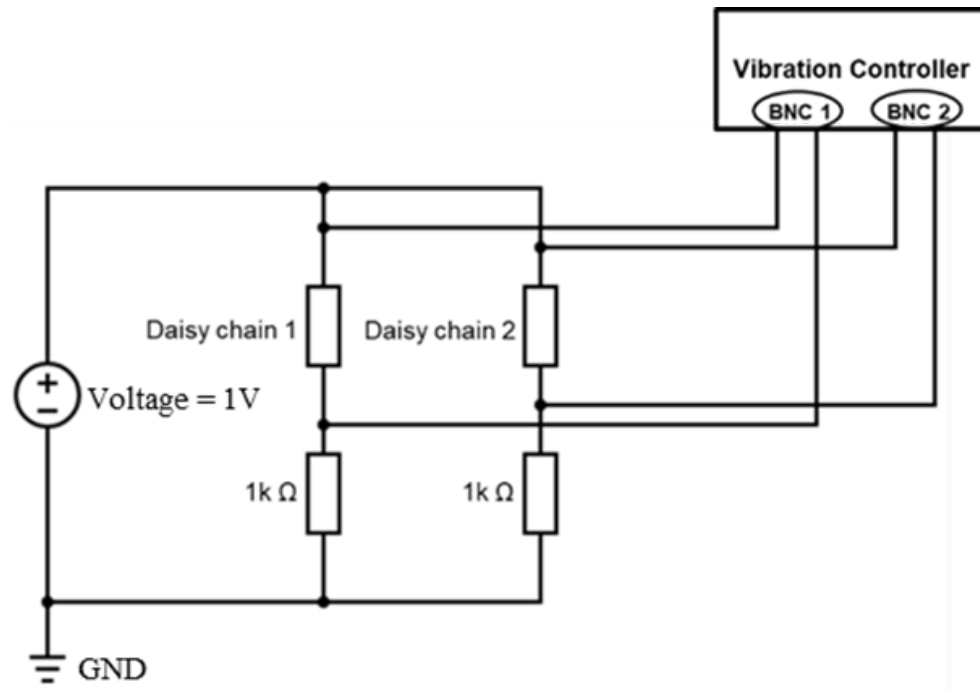 Vibration Controller
BNC 1 BNC 2
Daisy chain 1 Daisy chain 2
Voltage = 1V
1k Ω 1k Ω
GND